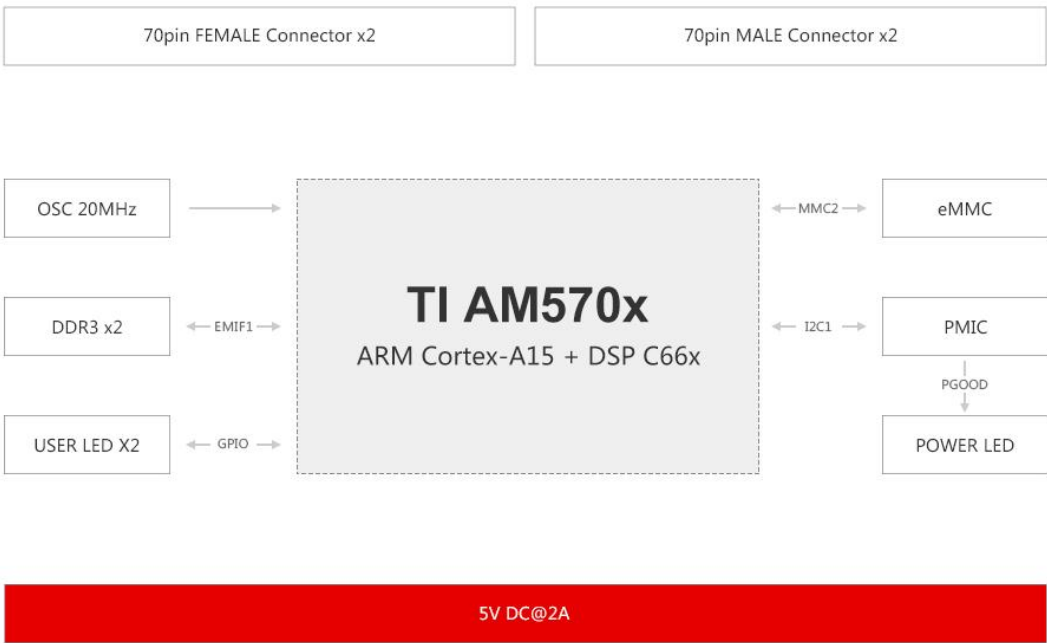 70pin FEMALE Connector x2
70pin MALE Connector x2
OSC 20MHz
MMC2
eMMC
TI AM570x
ARM Cortex-A15 + DSP C66x
DDR3 x2
EMIF1
I2C1
PMIC
PGOOD
USER LED X2
GPIO
POWER LED
5V DC@2A